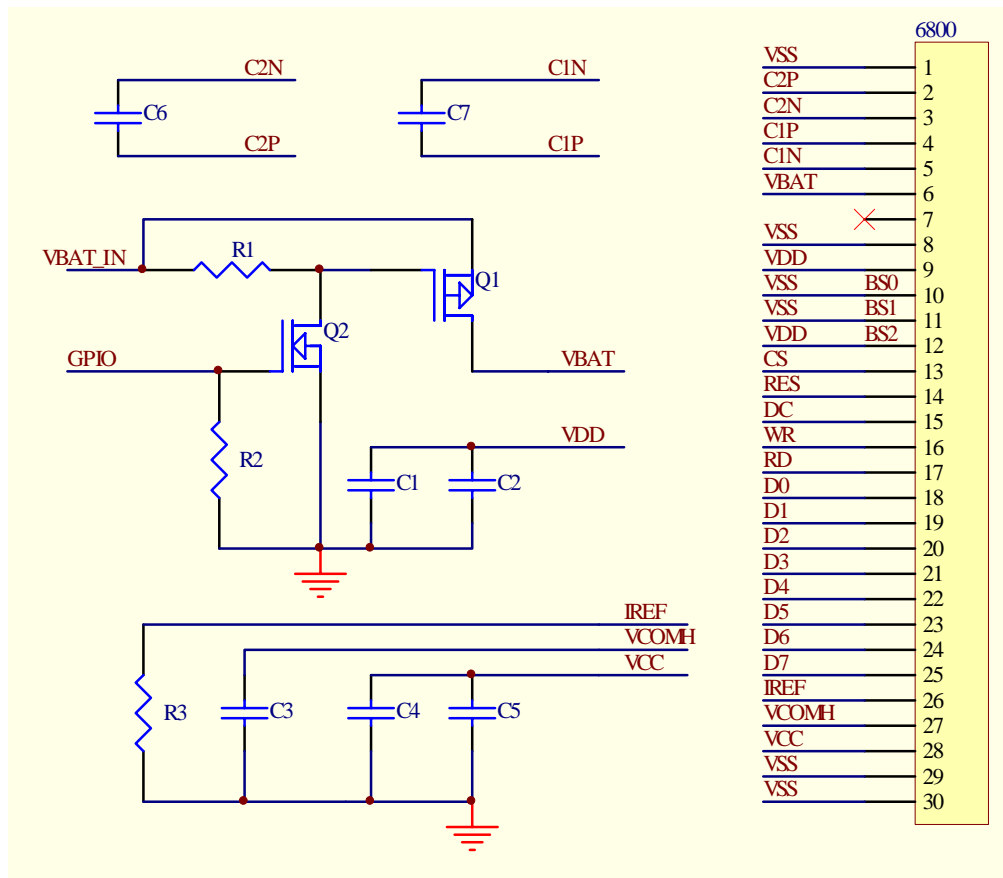 6800
C2N
C6
C2P
C1N
C7
C1P
VBAT_IN
R1
Q1
Q2
GPIO
VBAT
R2
VDD
C1
C2
IREF
VCOMH
VCC
R3
C3
C4
C5
VSS 1
C2P 2
C2N 3
C1P 4
C1N 5
VBAT 6
7
VSS 8
VDD 9
VSS BS0 10
VSS BS1 11
VDD BS2 12
CS 13
RES 14
DC 15
WR 16
RD 17
D0 18
D1 19
D2 20
D3 21
D4 22
D5 23
D6 24
D7 25
IREF 26
VCOMH 27
VCC 28
VSS 29
VSS 30